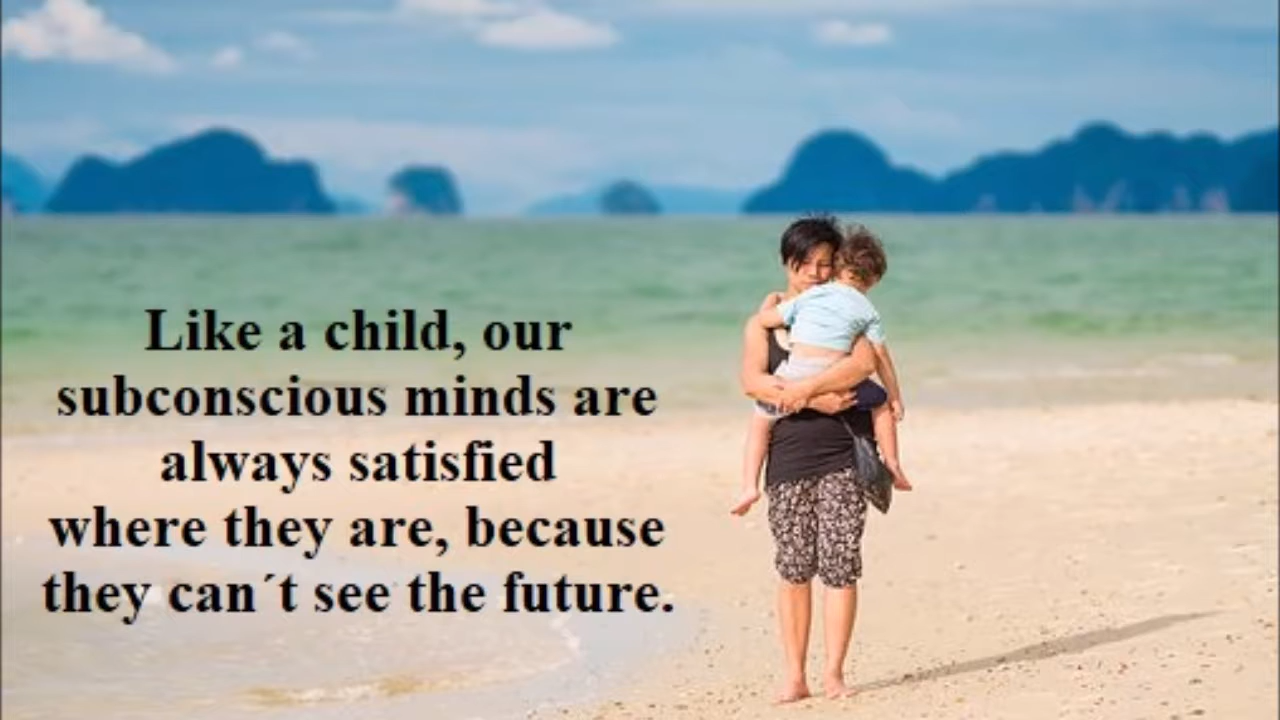 Like a child, our
subconscious minds are
always satisfied
where they are, because
they can´t see the future.